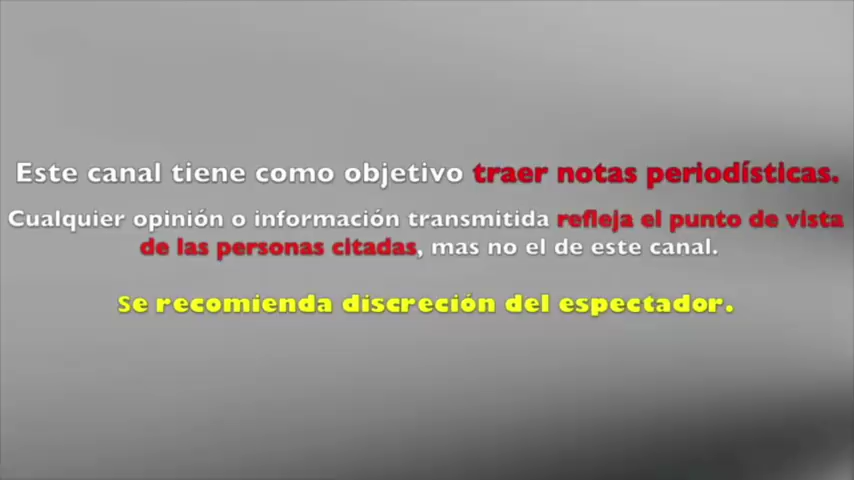 Este canal tiene como objetivo traer notas periodísticas.
Cualquier opinión o información transmitida refleja el punto de vista
de las personas citadas, mas no el de este canal.
Se recomienda discreción del espectador.